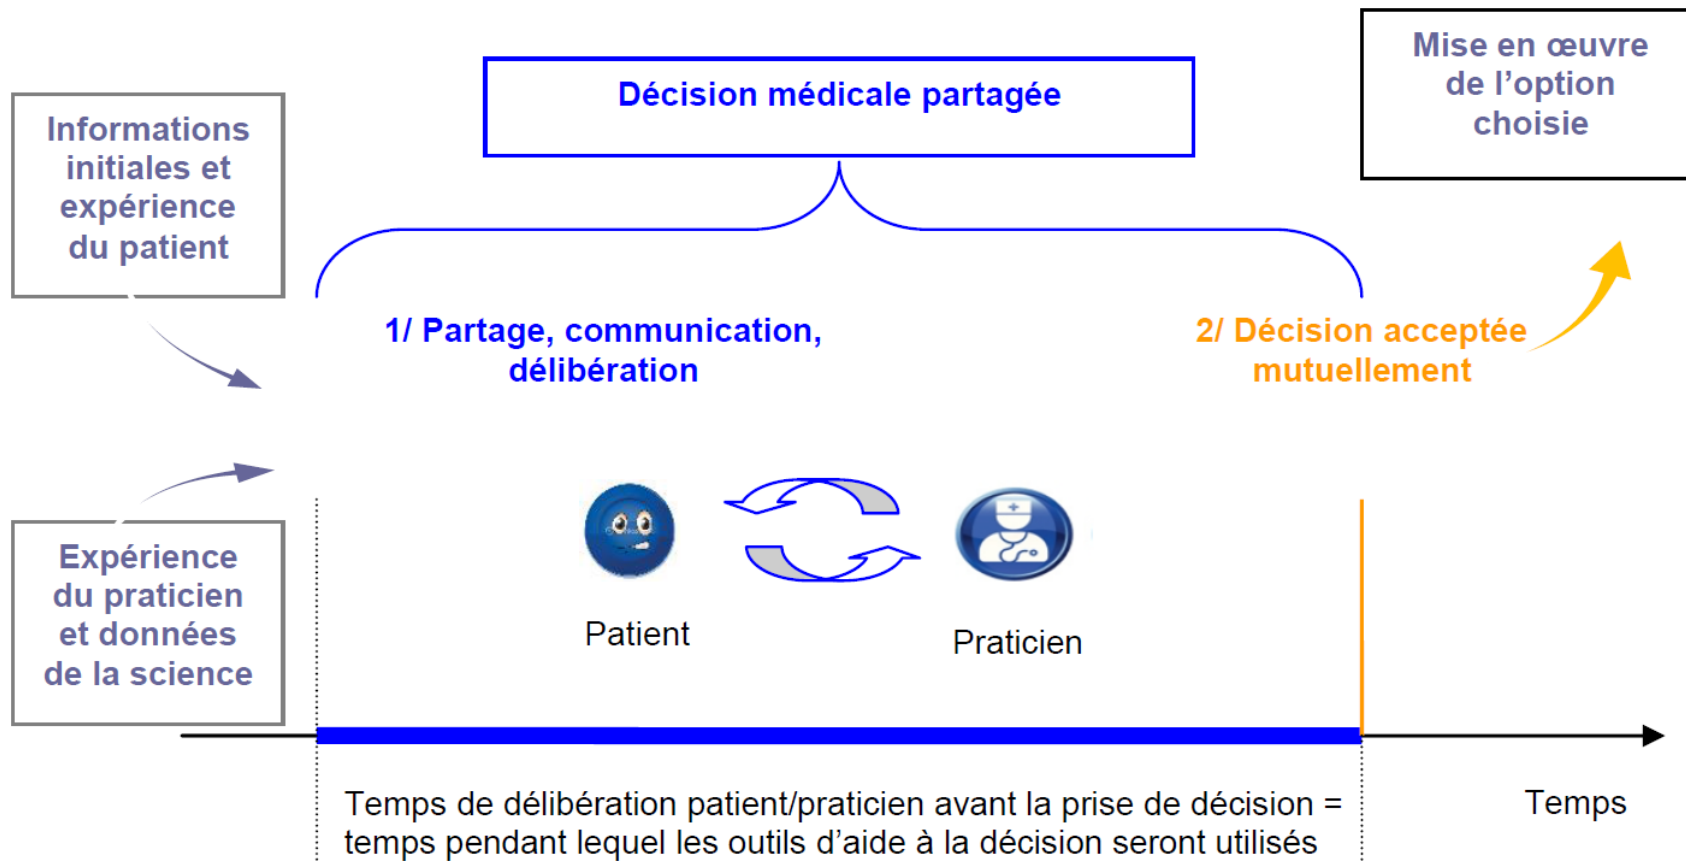 Mise en œuvre
de l’option
choisie
Décision médicale partagée
Informations
initiales et
expérience
du patient
1/ Partage, communication,
délibération
2/ Décision acceptée
mutuellement
Expérience
du praticien
et données
de la science
Patient
Praticien
Temps de délibération patient/praticien avant la prise de décision =
temps pendant lequel les outils d’aide à la décision seront utilisés
Temps